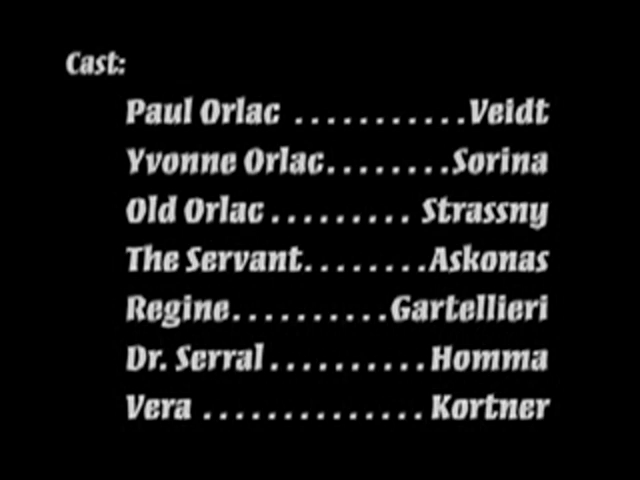 Cast:
Paul Orlac ...........Veidt
Yvonne Orlac........Sorina
Old Orlac......... Strassny
The Servant........Askonas
Regine..........Gartellieri
Dr. Serral..........Homma
Vera .............. Kortner